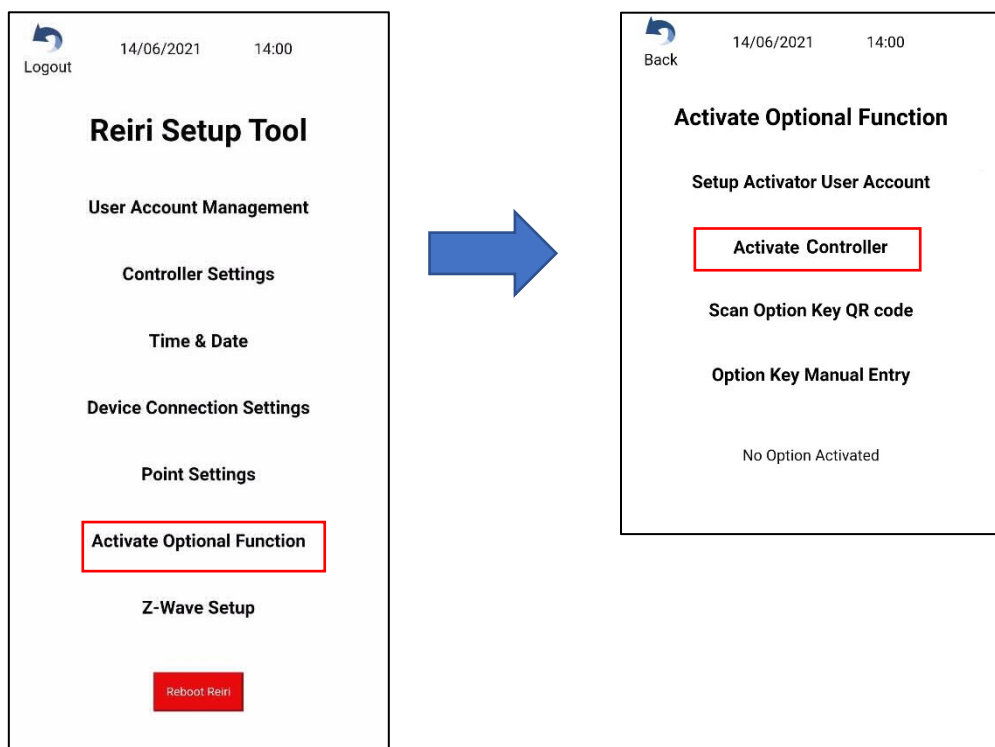 14/06/2021 14:00
Logout
Reiri Setup Tool
User Account Management
Controller Settings
Time & Date
Device Connection Settings
Point Settings
Activate Optional Function
Z-Wave Setup
Reboot Reiri
14/06/2021 14:00
Back
Activate Optional Function
Setup Activator User Account
Activate Controller
Scan Option Key QR code
Option Key Manual Entry
No Option Activated